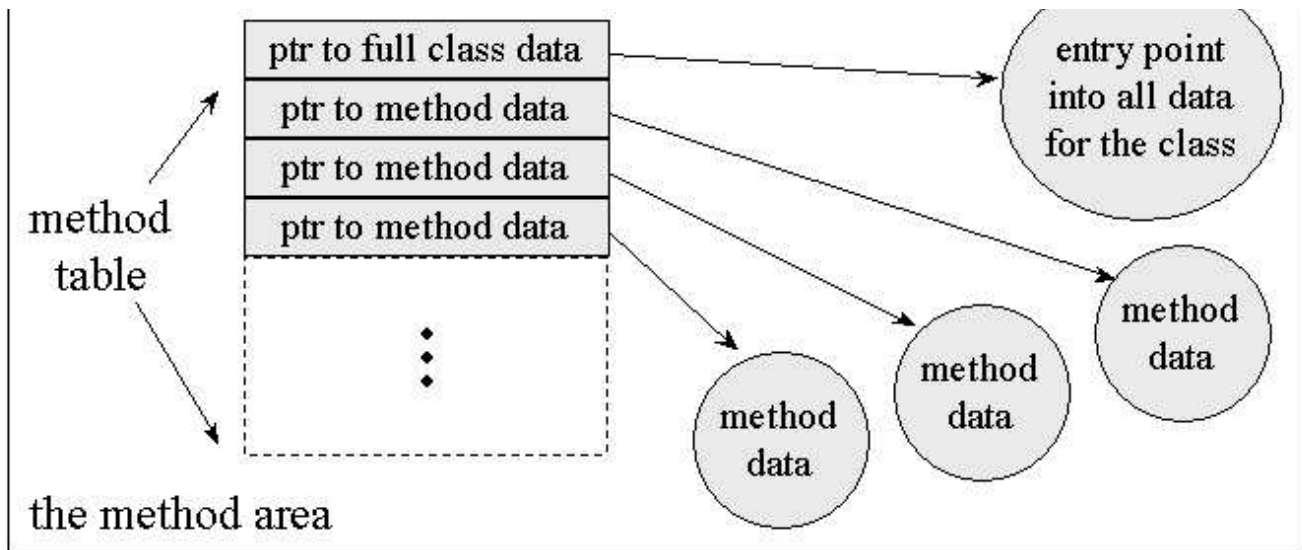 ptr to full class data
ptr to method data
ptr to method data
ptr to method data
entry point
into all data
for the class
method
table
method
data
method
data
method
data
the method area